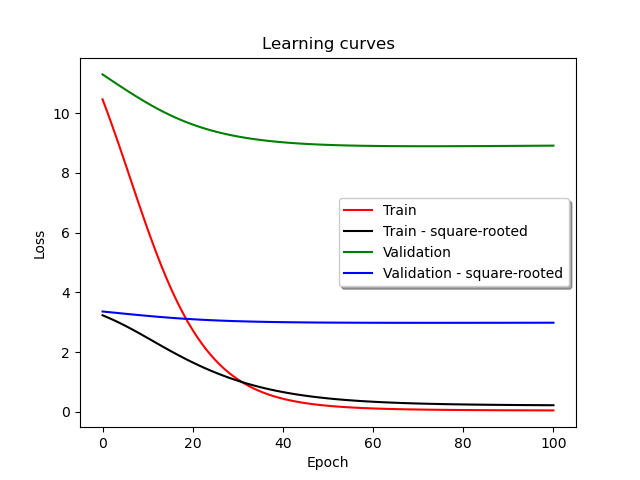 Learning curves
Loss
10
8
6
4
2
0
Train
Train - square-rooted
Validation
Validation - square-rooted
0 20 40 60 80 100
Epoch